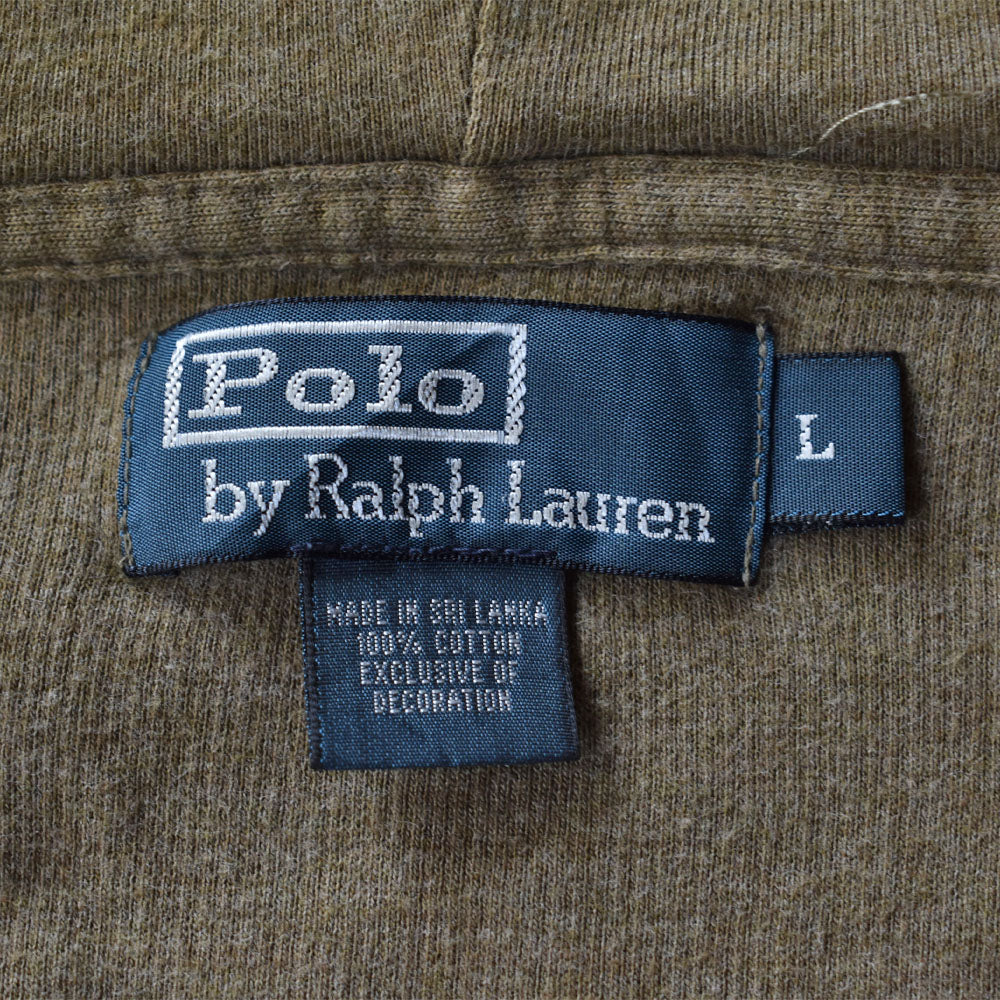 Polo
by Ralph Lauren
L
MADE IN SRI LANKA
100% COTTON
EXCLUSIVE OF
DECORATION